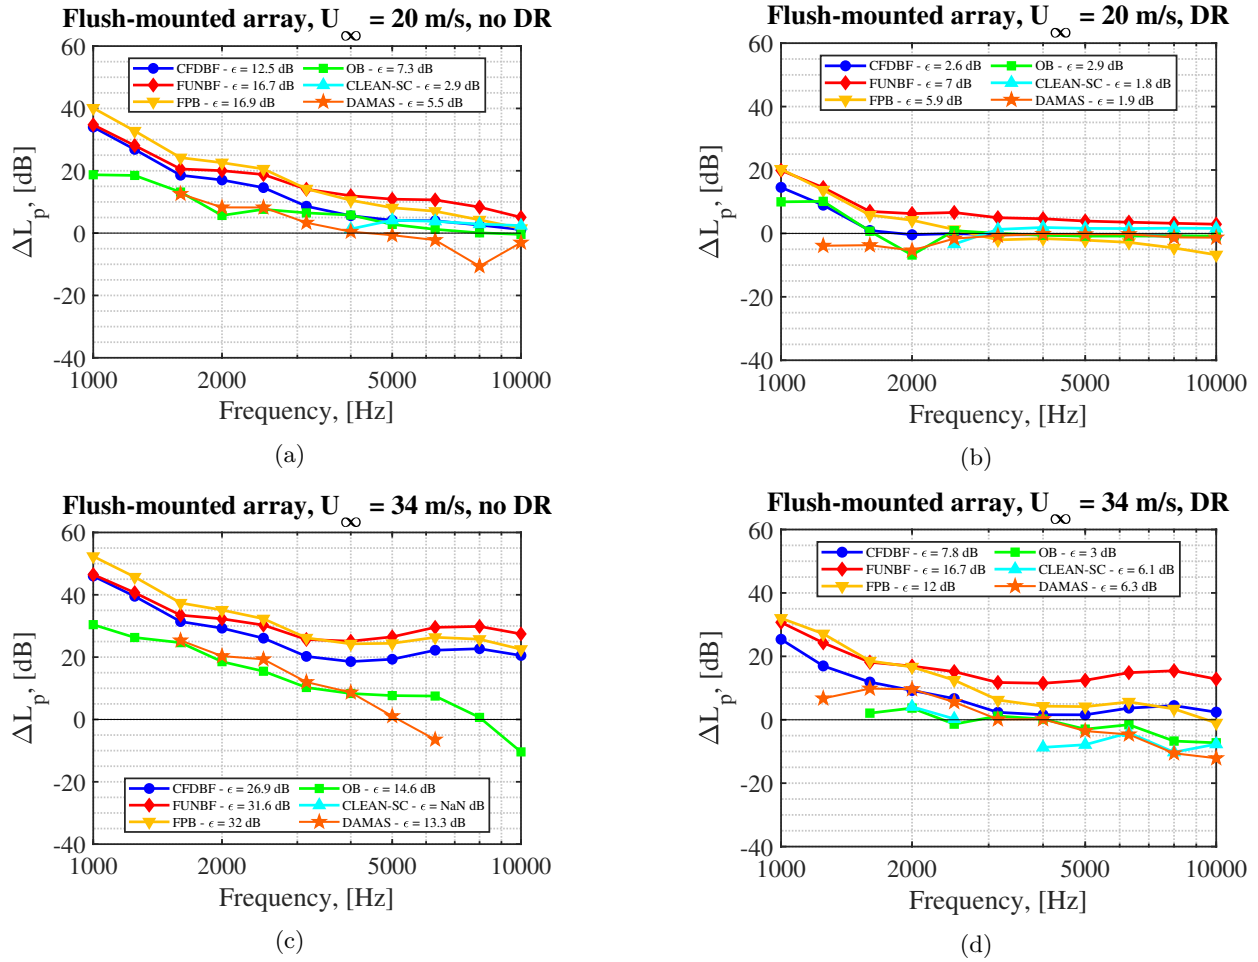 Flush-mounted array, U∞ = 20 m/s, no DR
CFDBF - ϵ = 12.5 dB
FUNBF - ϵ = 16.7 dB
FPB - ϵ = 16.9 dB
OB - ϵ = 7.3 dB
CLEAN-SC - ϵ = 2.9 dB
DAMAS - ϵ = 5.5 dB
60
40
20
0
-20
-40
ΔLp, [dB]
1000 2000 5000 10000
Frequency, [Hz]
(a)
Flush-mounted array, U∞ = 20 m/s, DR
CFDBF - ϵ = 2.6 dB
FUNBF - ϵ = 7 dB
FPB - ϵ = 5.9 dB
OB - ϵ = 2.9 dB
CLEAN-SC - ϵ = 1.8 dB
DAMAS - ϵ = 1.9 dB
60
40
20
0
-20
-40
ΔLp, [dB]
1000 2000 5000 10000
Frequency, [Hz]
(b)
Flush-mounted array, U∞ = 34 m/s, no DR
60
40
20
0
-20
-40
ΔLp, [dB]
CFDBF - ϵ = 26.9 dB
FUNBF - ϵ = 31.6 dB
FPB - ϵ = 32 dB
OB - ϵ = 14.6 dB
CLEAN-SC - ϵ = NaN dB
DAMAS - ϵ = 13.3 dB
1000 2000 5000 10000
Frequency, [Hz]
(c)
Flush-mounted array, U∞ = 34 m/s, DR
CFDBF - ϵ = 7.8 dB
FUNBF - ϵ = 16.7 dB
FPB - ϵ = 12 dB
OB - ϵ = 3 dB
CLEAN-SC - ϵ = 6.1 dB
DAMAS - ϵ = 6.3 dB
60
40
20
0
-20
-40
ΔLp, [dB]
1000 2000 5000 10000
Frequency, [Hz]
(d)